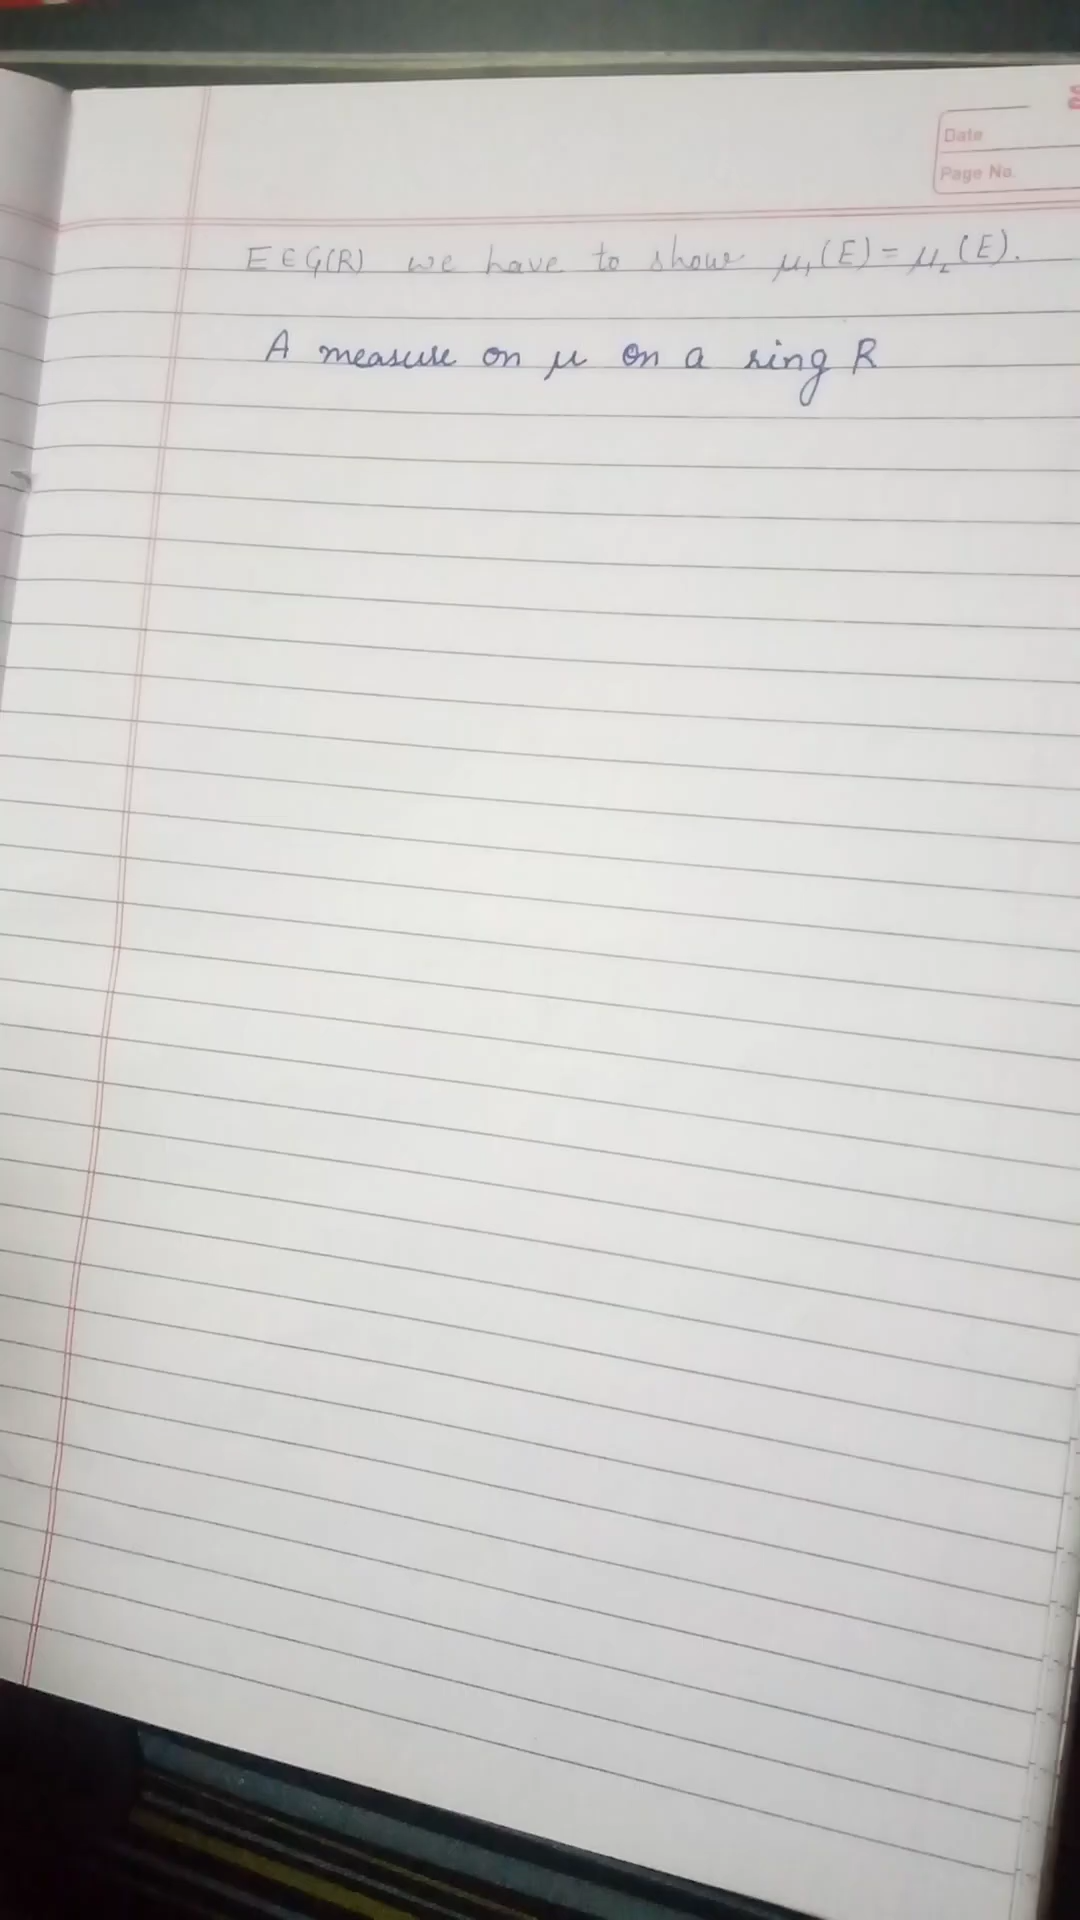 Date
Page No.
E ∈ G(R) we have to show μ₁(E) = μ₂(E).
A measure on μ on a ring R